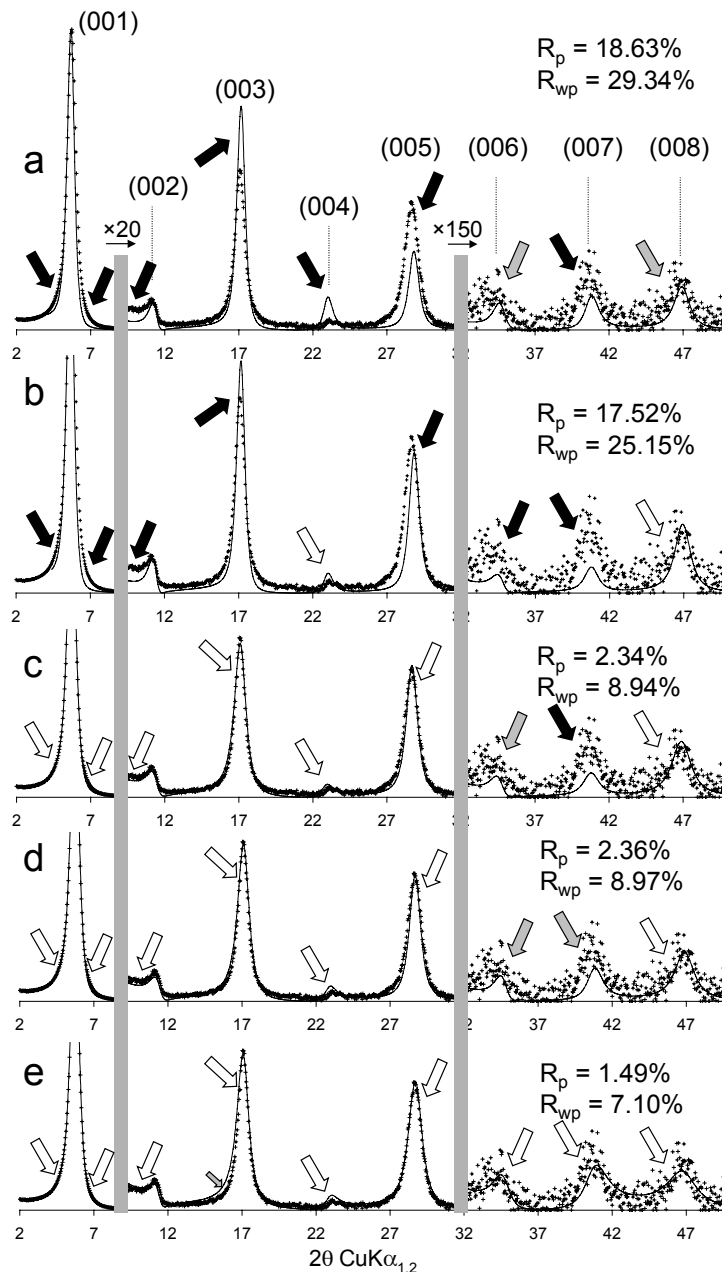 (001)
R_p = 18.63%
R_wp = 29.34%
(003)
a
(002)
(004)
(005)
(006)
(007)
(008)
×20
×150
2 7 12 17 22 27 32 37 42 47
b
R_p = 17.52%
R_wp = 25.15%
2 7 12 17 22 27 32 37 42 47
c
R_p = 2.34%
R_wp = 8.94%
2 7 12 17 22 27 32 37 42 47
d
R_p = 2.36%
R_wp = 8.97%
2 7 12 17 22 27 32 37 42 47
e
R_p = 1.49%
R_wp = 7.10%
2 7 12 17 22 27 32 37 42 47
2θ CuKα1,2